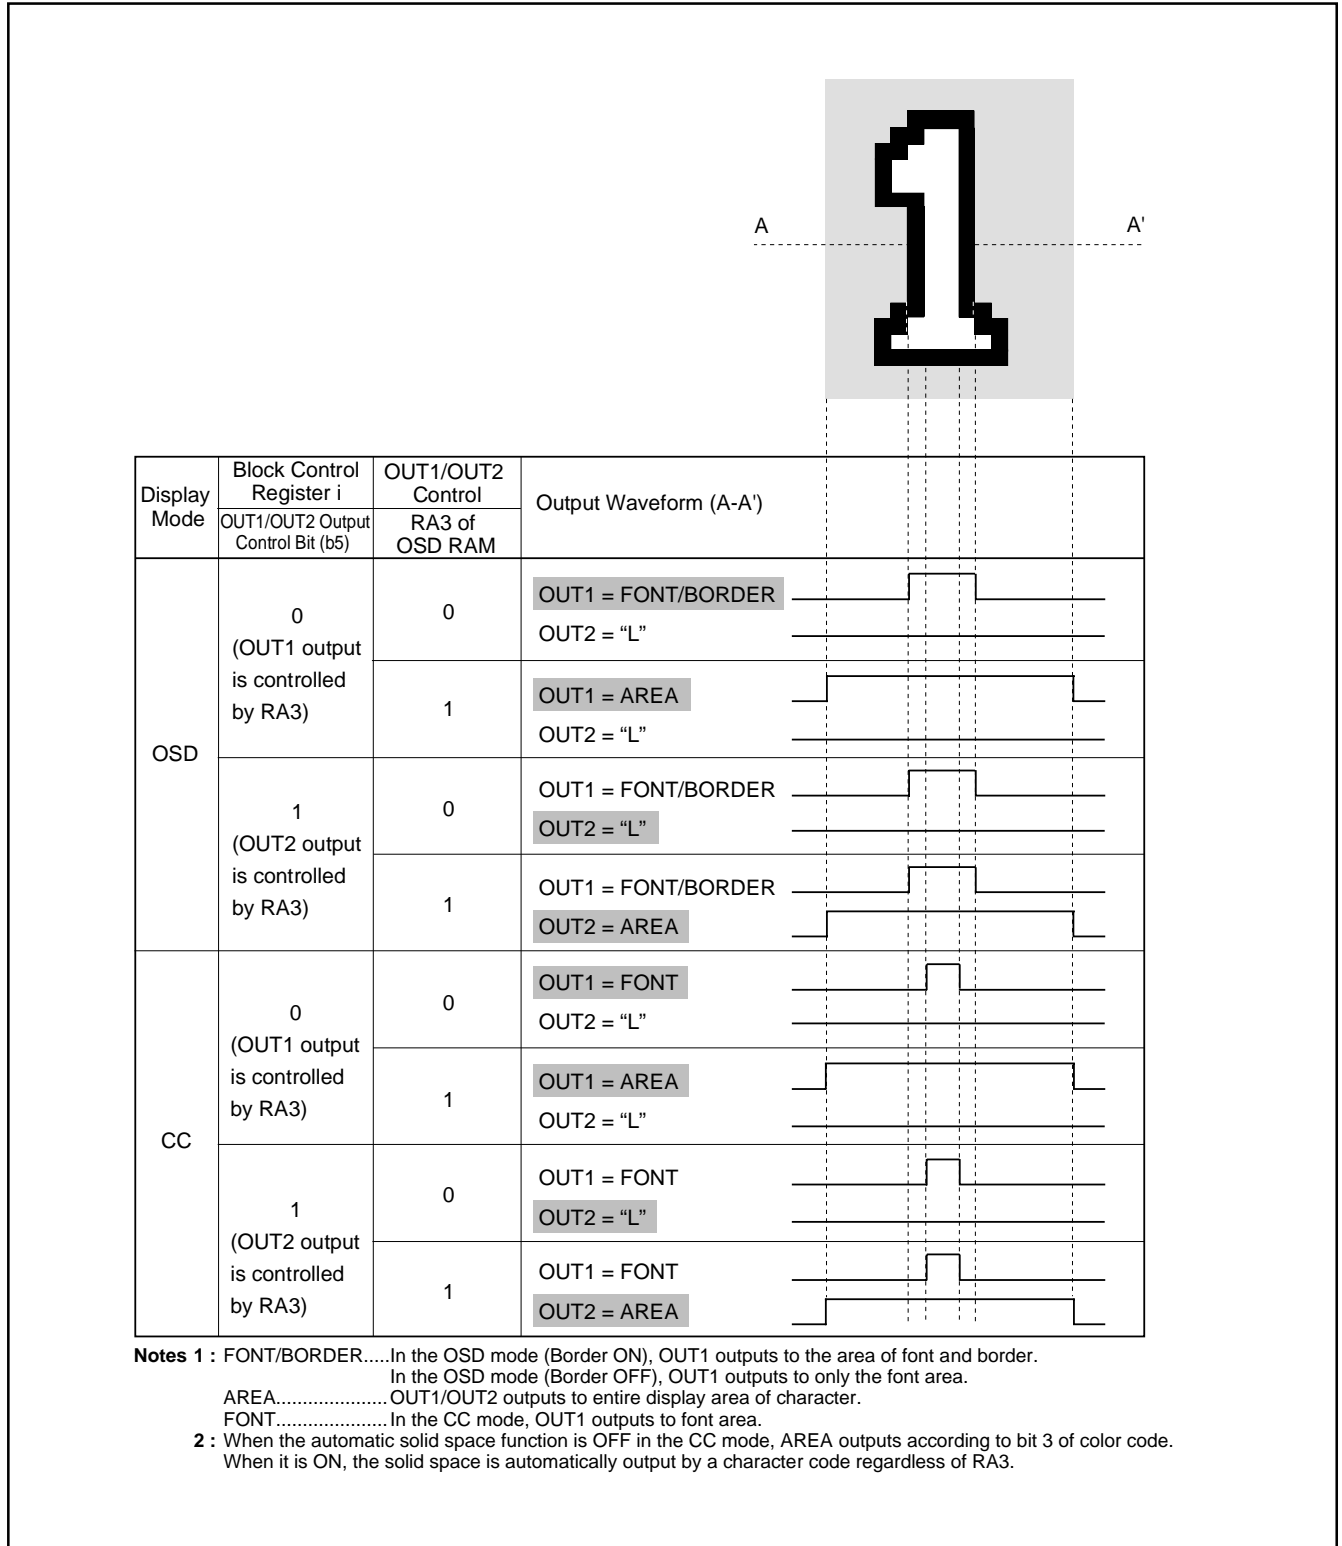 A A'
Display Mode
Block Control Register i
OUT1/OUT2 Output Control Bit (b5)
OUT1/OUT2 Control
RA3 of OSD RAM
Output Waveform (A-A')
OSD
0
(OUT1 output
is controlled
by RA3)
0
OUT1 = FONT/BORDER
OUT2 = “L”
1
OUT1 = AREA
OUT2 = “L”
1
(OUT2 output
is controlled
by RA3)
0
OUT1 = FONT/BORDER
OUT2 = “L”
1
OUT1 = FONT/BORDER
OUT2 = AREA
CC
0
(OUT1 output
is controlled
by RA3)
0
OUT1 = FONT
OUT2 = “L”
1
OUT1 = AREA
OUT2 = “L”
1
(OUT2 output
is controlled
by RA3)
0
OUT1 = FONT
OUT2 = “L”
1
OUT1 = FONT
OUT2 = AREA
Notes 1 : FONT/BORDER.....In the OSD mode (Border ON), OUT1 outputs to the area of font and border.
In the OSD mode (Border OFF), OUT1 outputs to only the font area.
AREA.....................OUT1/OUT2 outputs to entire display area of character.
FONT.....................In the CC mode, OUT1 outputs to font area.
2 : When the automatic solid space function is OFF in the CC mode, AREA outputs according to bit 3 of color code.
When it is ON, the solid space is automatically output by a character code regardless of RA3.